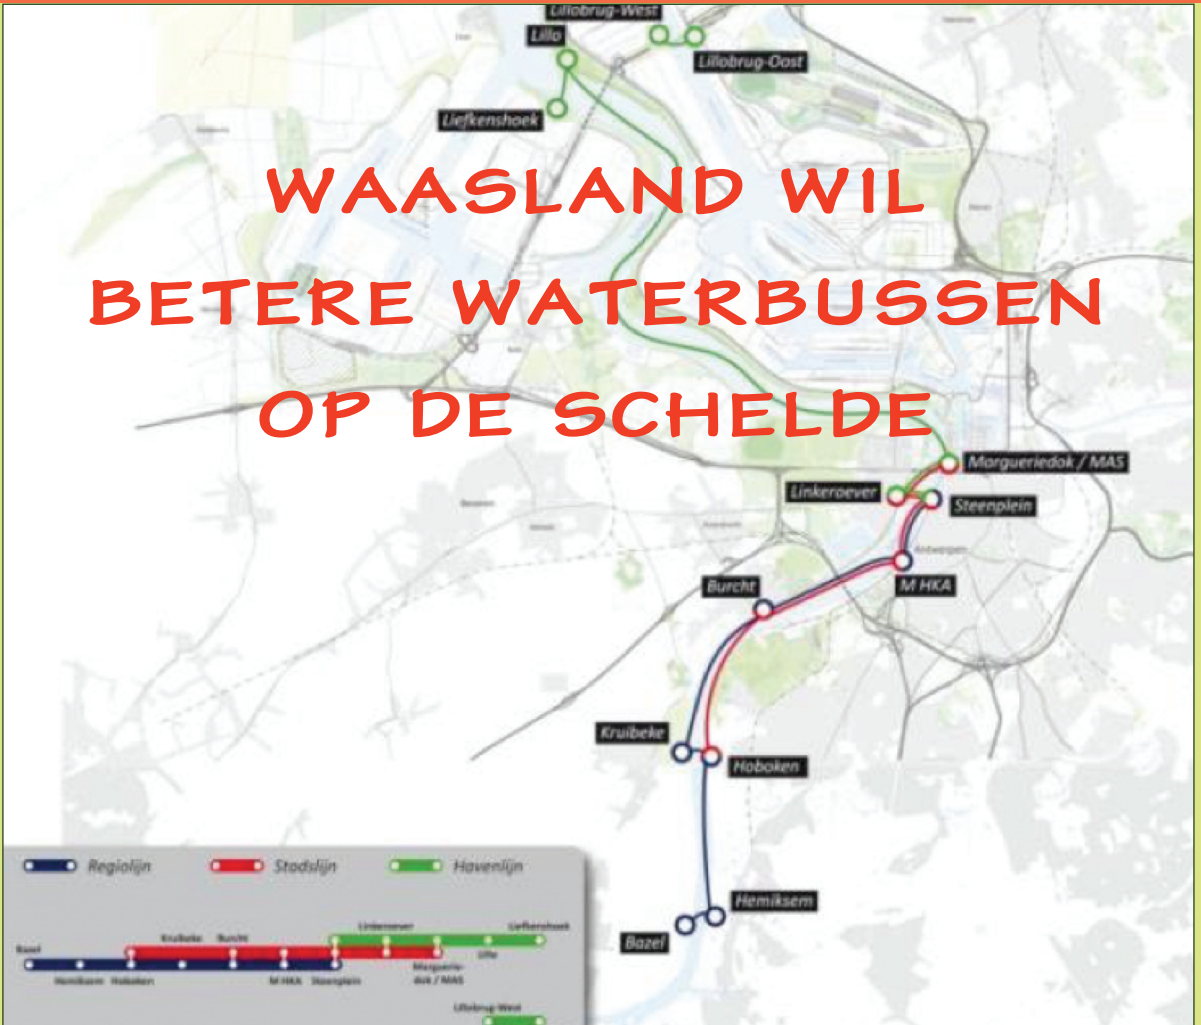 Lillobrug-West
Lillo
Lillobrug-Oost
Liefkenshoek
WAASLAND WIL
BETERE WATERBUSSEN
OP DE SCHELDE
Margueriedok / MAS
Linkeroever
Steenplein
Antwerpen
M HKA
Burcht
Kruibeke
Hoboken
Hemiksem
Bazel
Regiolijn
Stadslijn
Havenlijn
Linkeroever
Liefkenshoek
Kruibeke
Burcht
Bazel
Lillo
Hemiksem
Hoboken
M HKA
Steenplein
Marguerie-
dok / MAS
Lillobrug-West